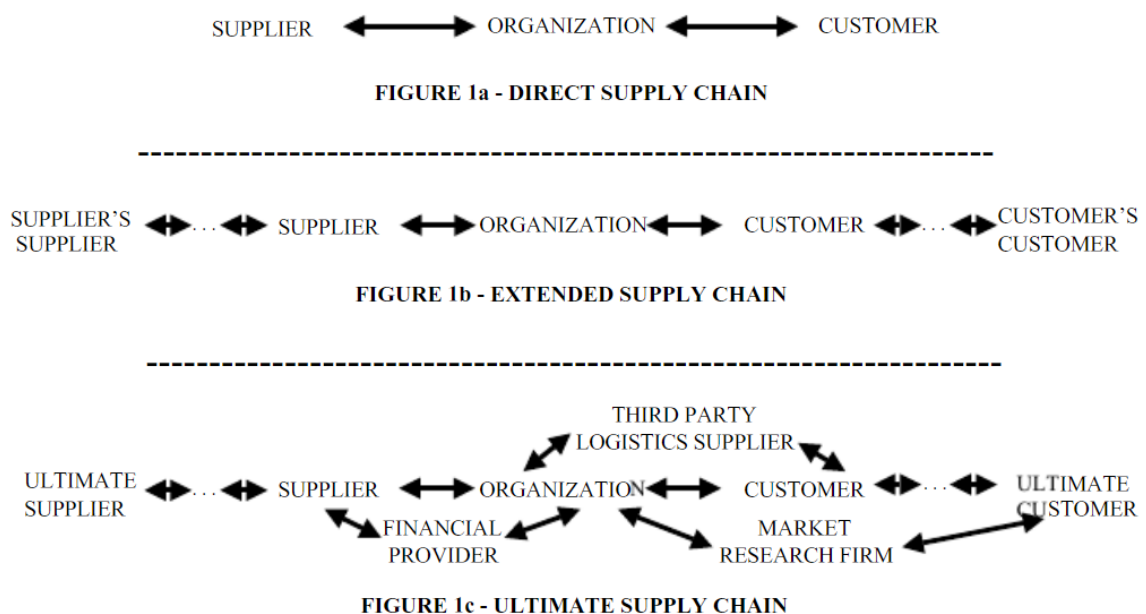 SUPPLIER ORGANIZATION CUSTOMER
FIGURE 1a - DIRECT SUPPLY CHAIN
SUPPLIER'S
SUPPLIER
...
SUPPLIER ORGANIZATION CUSTOMER
...
CUSTOMER'S
CUSTOMER
FIGURE 1b - EXTENDED SUPPLY CHAIN
THIRD PARTY
LOGISTICS SUPPLIER
ULTIMATE
SUPPLIER
...
SUPPLIER ORGANIZATION CUSTOMER
...
ULTIMATE
CUSTOMER
FINANCIAL
PROVIDER
MARKET
RESEARCH FIRM
FIGURE 1c - ULTIMATE SUPPLY CHAIN